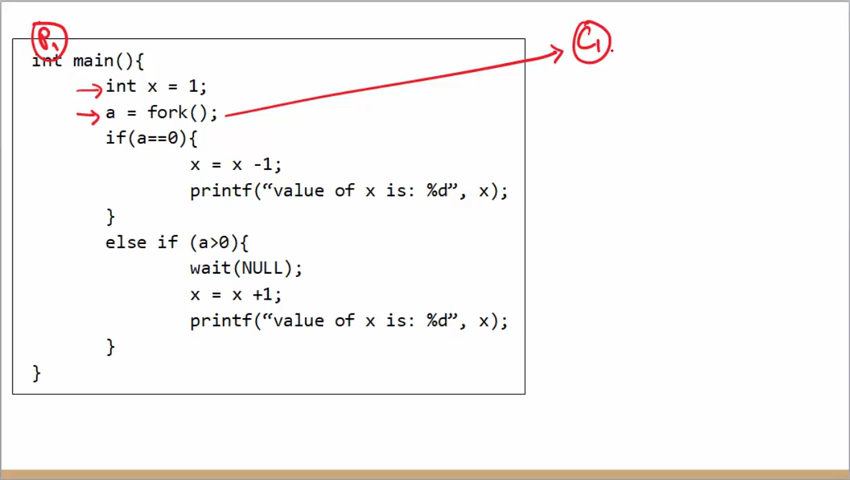 P1
C1
int main(){
int x = 1;
a = fork();
if(a==0){
x = x -1;
printf(“value of x is: %d”, x);
}
else if (a>0){
wait(NULL);
x = x +1;
printf(“value of x is: %d”, x);
}
}